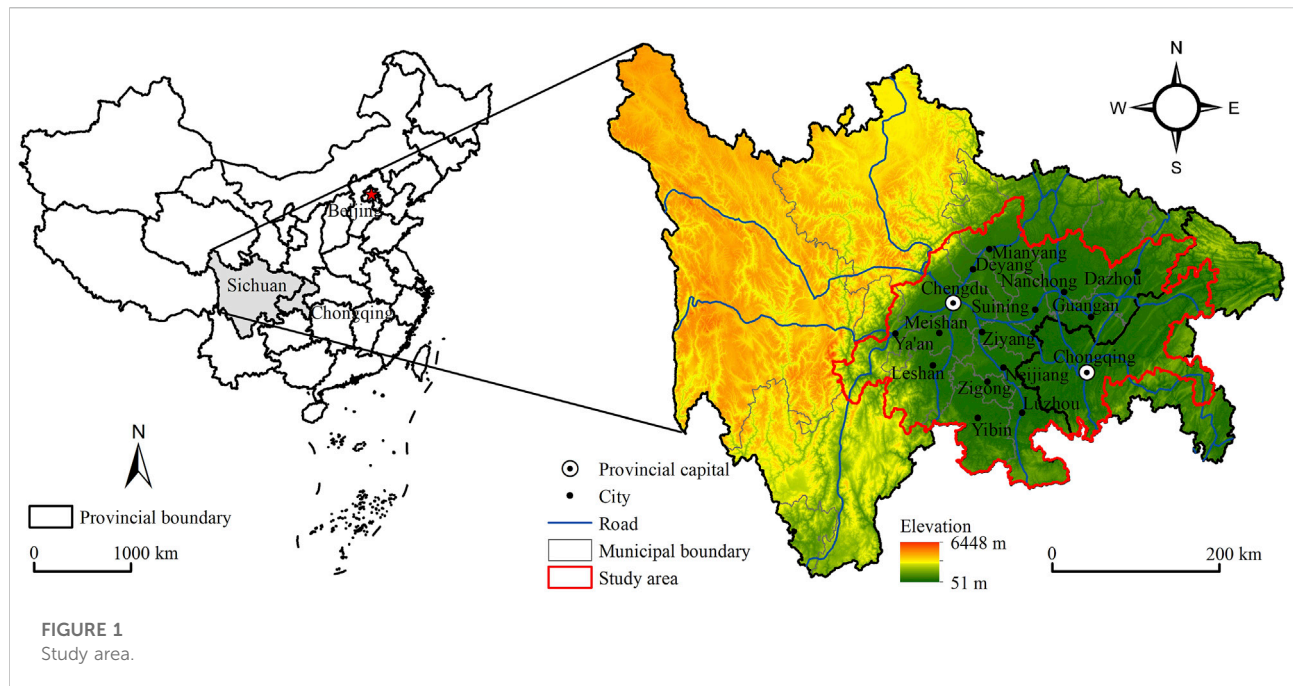 Beijing
Sichuan
Chongqing
N
Provincial boundary
0 1000 km
N
W E
S
Mianyang
Deyang
Nanchong
Dazhou
Chengdu
Suining
Guangan
Meishan
Ya'an
Ziyang
Chongqing
Leshan
Neijiang
Zigong
Luzhou
Yibin
Provincial capital
City
Road
Municipal boundary
Study area
Elevation
6448 m
51 m
0 200 km
FIGURE 1
Study area.